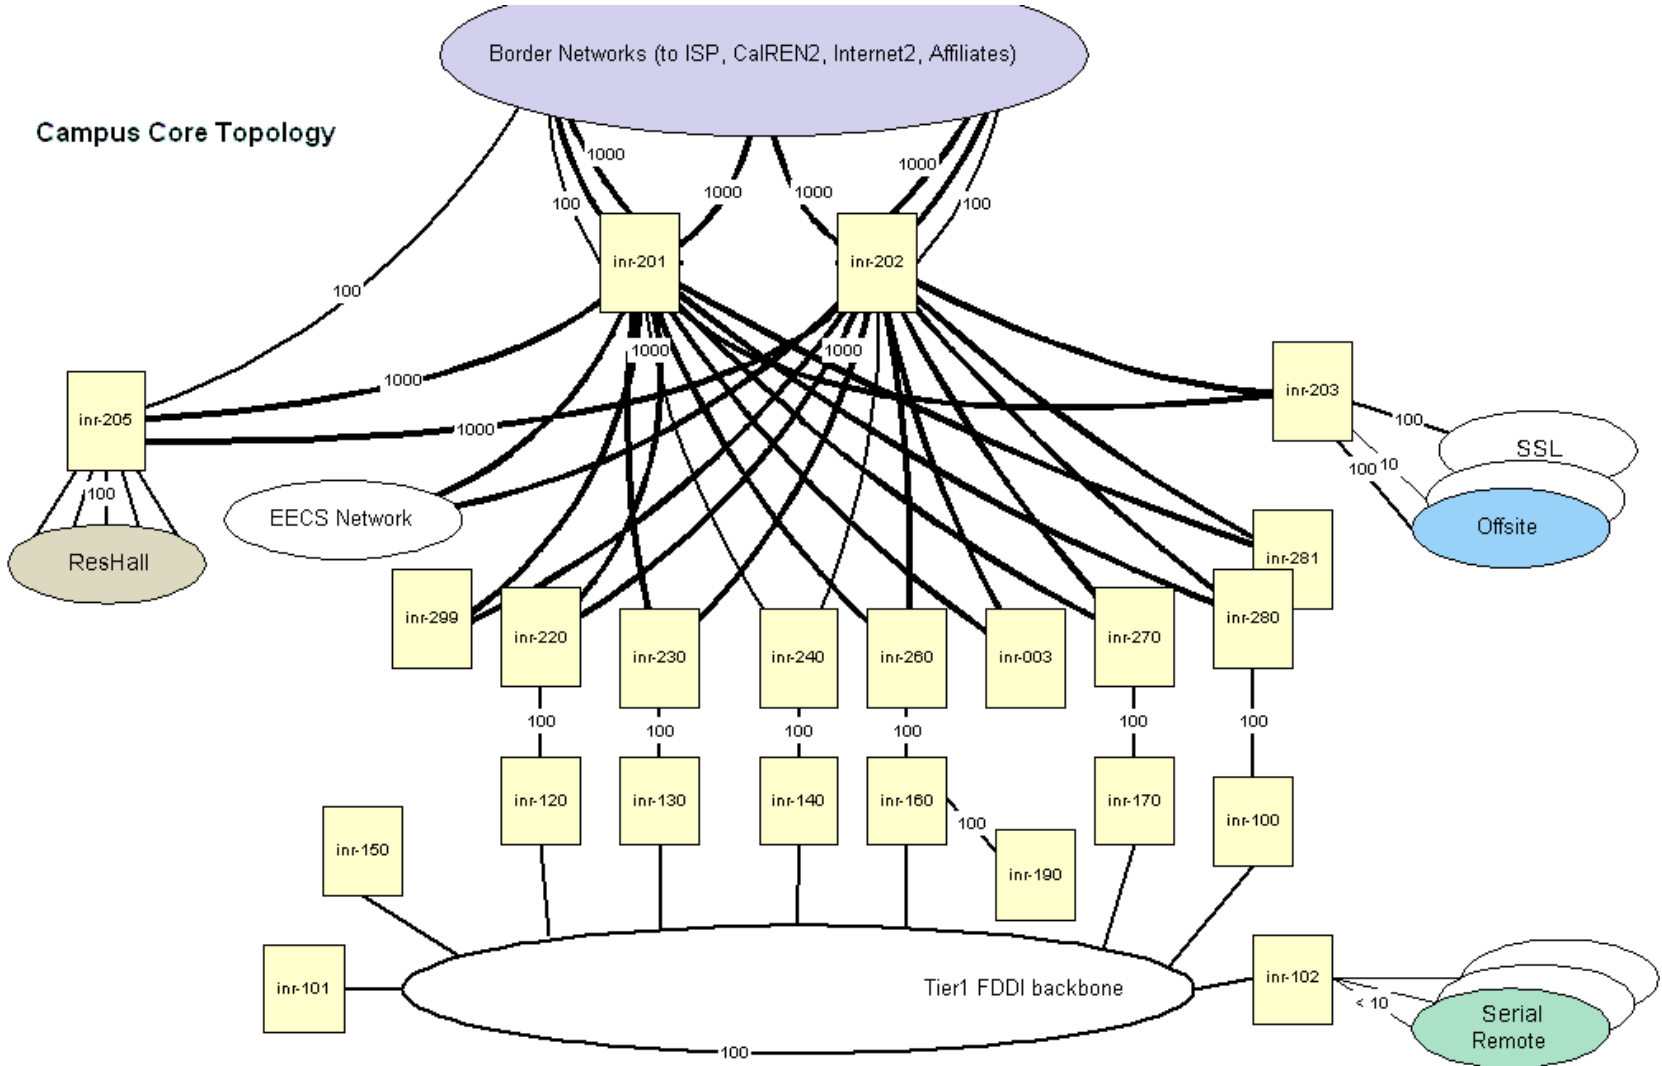 Border Networks (to ISP, CalREN2, Internet2, Affiliates)
Campus Core Topology
1000
1000
1000
1000
100
100
inr-201
inr-202
100
1000
1000
1000
inr-203
inr-205
1000
100
SSL
100
10
100
EECS Network
Offsite
ResHall
inr-281
inr-299
inr-220
inr-230
inr-240
inr-260
inr-003
inr-270
inr-280
100
100
100
100
100
100
inr-120
inr-130
inr-140
inr-160
inr-170
inr-100
100
inr-150
inr-190
inr-101
Tier1 FDDI backbone
inr-102
< 10
Serial
Remote
100